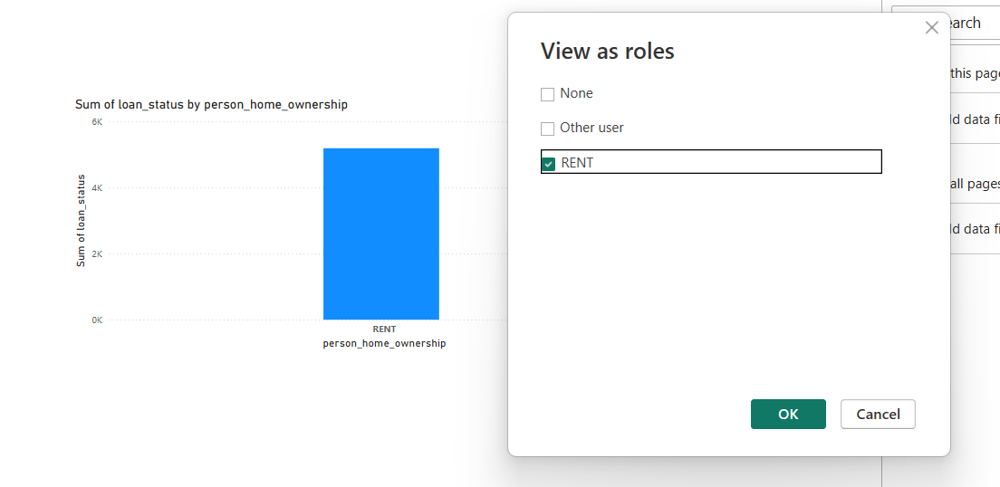 Sum of loan_status by person_home_ownership
6K
4K
2K
0K
Sum of loan_status
RENT
person_home_ownership
View as roles
None
Other user
RENT
OK
Cancel
earch
this page
ld data fi
all pages
ld data fi